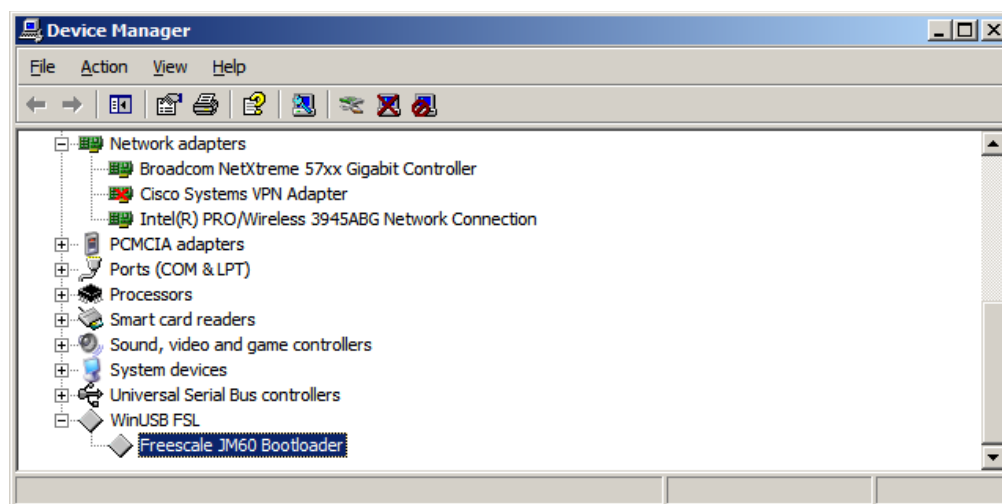 Device Manager
File Action View Help
Network adapters
Broadcom NetXtreme 57xx Gigabit Controller
Cisco Systems VPN Adapter
Intel(R) PRO/Wireless 3945ABG Network Connection
PCMCIA adapters
Ports (COM & LPT)
Processors
Smart card readers
Sound, video and game controllers
System devices
Universal Serial Bus controllers
WinUSB FSL
Freescale JM60 Bootloader